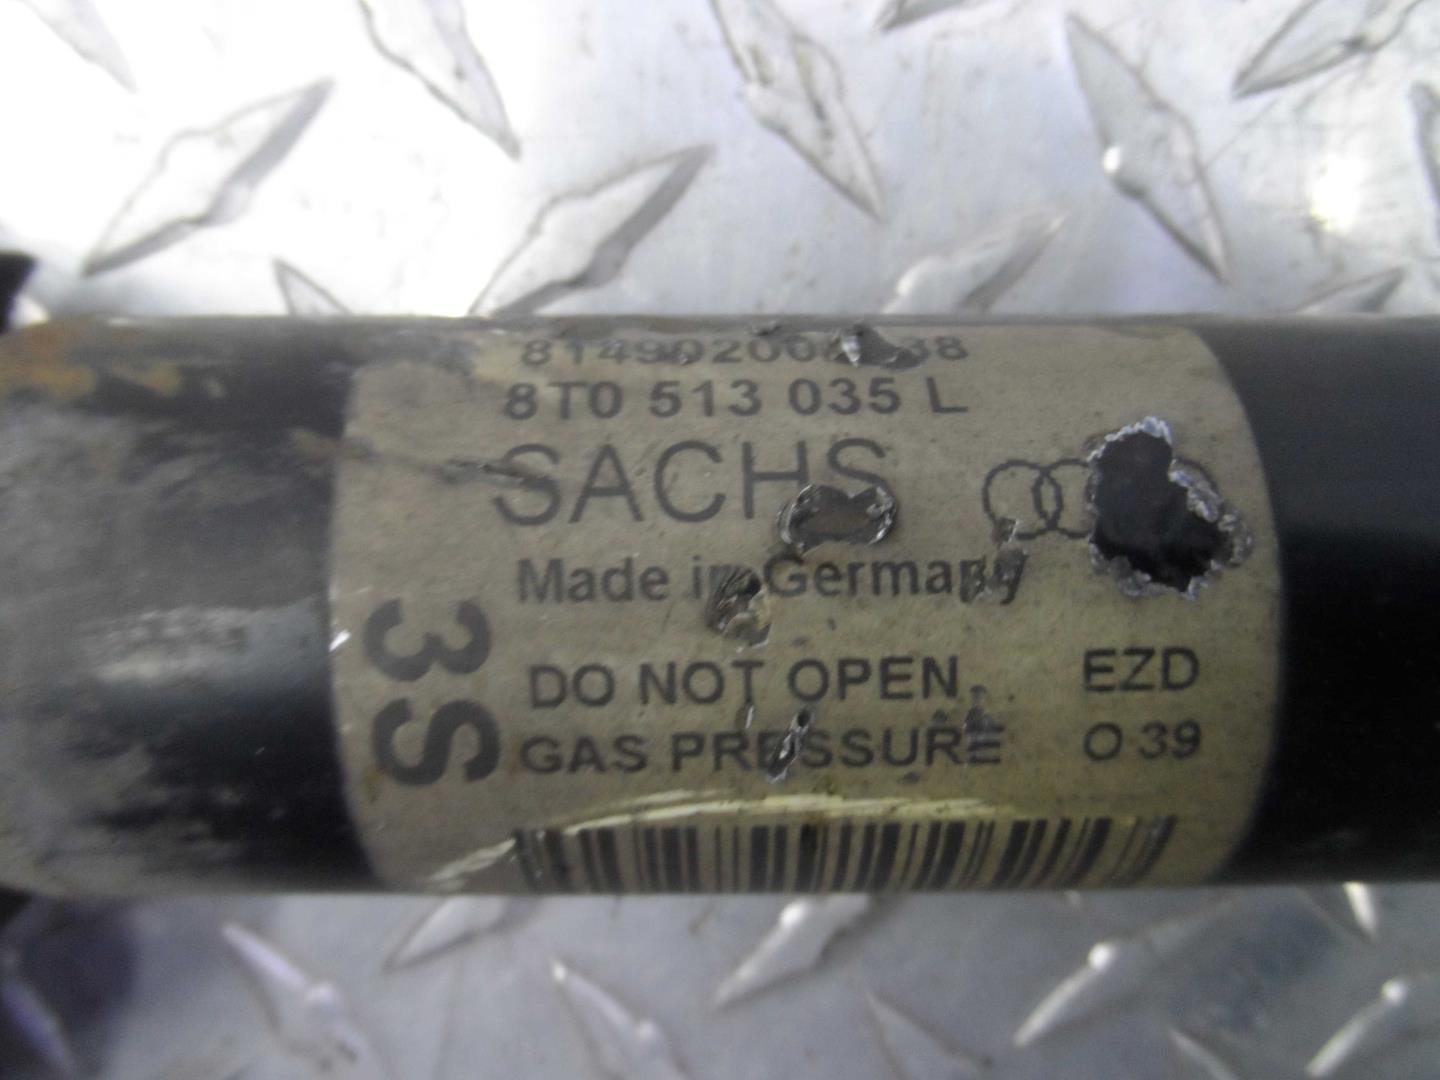 8T0 513 035 L
SACHS
Made in Germany
3S
DO NOT OPEN EZD
GAS PRESSURE O 39